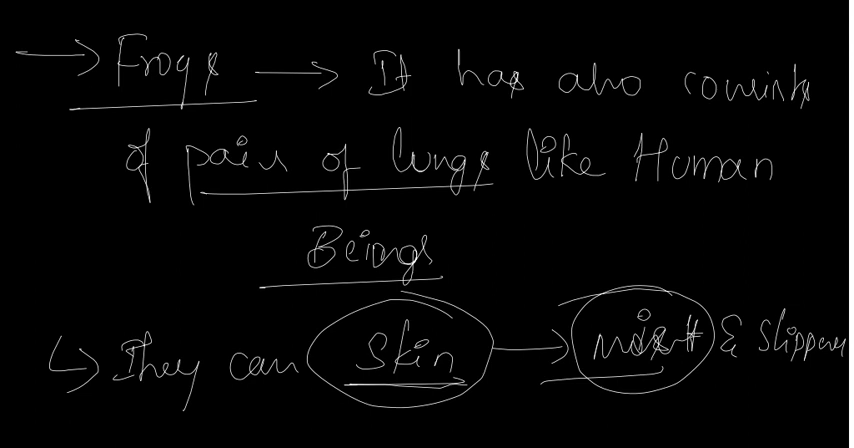 → Frogs → It has also consists
of pair of lungs like Human
Beings
↳ They can skin → moist & slippery